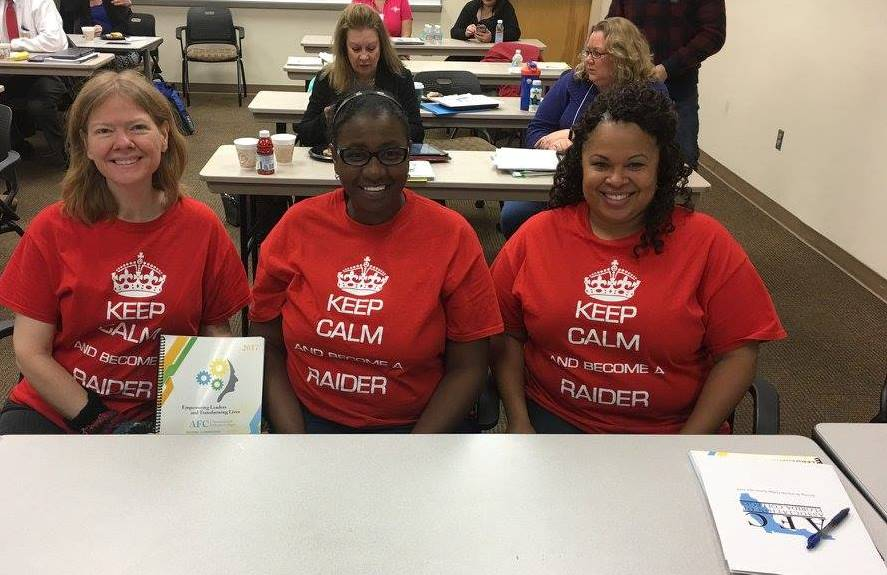 KEEP
CALM
AND BECOME A
RAIDER
KEEP
CALM
AND BECOME A
RAIDER
KEEP
CALM
AND BECOME A
RAIDER
2017
Empowering Leaders
and Transforming Lives
AFC
AFC